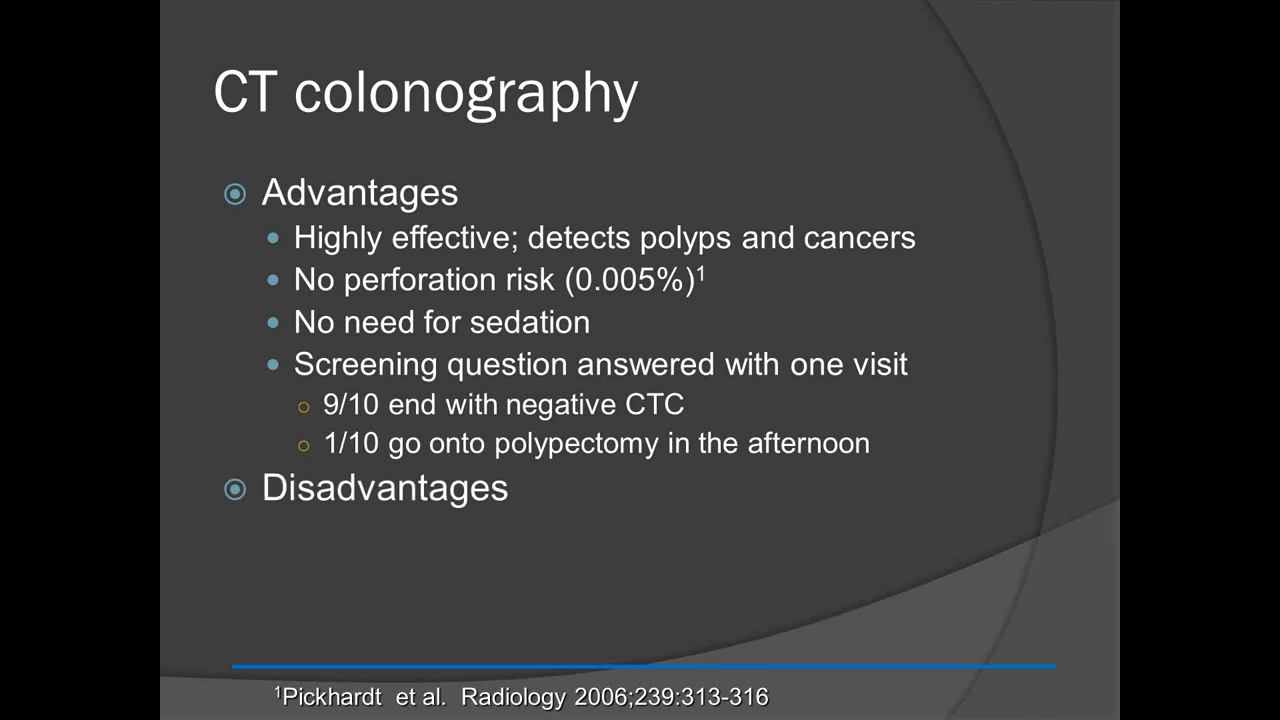 CT colonography
Advantages
Highly effective; detects polyps and cancers
No perforation risk (0.005%)¹
No need for sedation
Screening question answered with one visit
9/10 end with negative CTC
1/10 go onto polypectomy in the afternoon
Disadvantages
¹Pickhardt et al. Radiology 2006;239:313-316